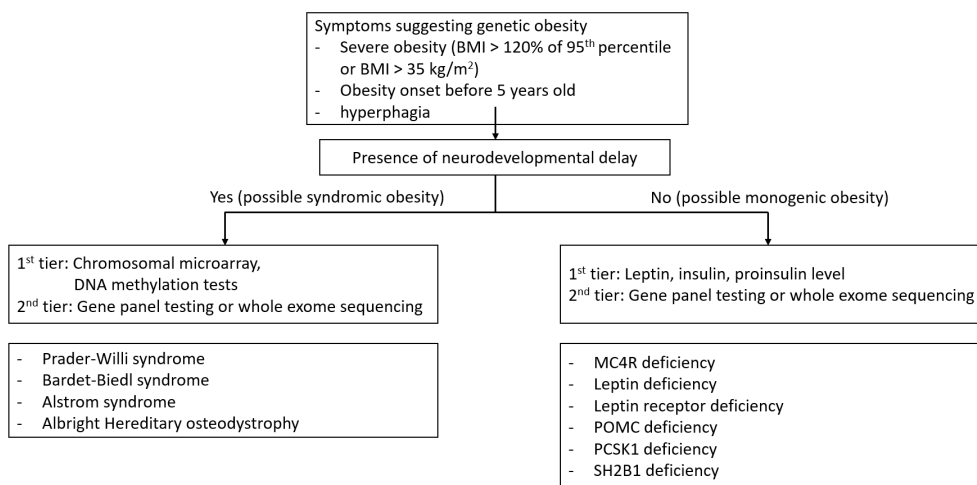 Symptoms suggesting genetic obesity
- Severe obesity (BMI > 120% of 95th percentile
or BMI > 35 kg/m2)
- Obesity onset before 5 years old
- hyperphagia
Presence of neurodevelopmental delay
Yes (possible syndromic obesity)
No (possible monogenic obesity)
1st tier: Chromosomal microarray,
DNA methylation tests
2nd tier: Gene panel testing or whole exome sequencing
1st tier: Leptin, insulin, proinsulin level
2nd tier: Gene panel testing or whole exome sequencing
- Prader-Willi syndrome
- Bardet-Biedl syndrome
- Alstrom syndrome
- Albright Hereditary osteodystrophy
- MC4R deficiency
- Leptin deficiency
- Leptin receptor deficiency
- POMC deficiency
- PCSK1 deficiency
- SH2B1 deficiency